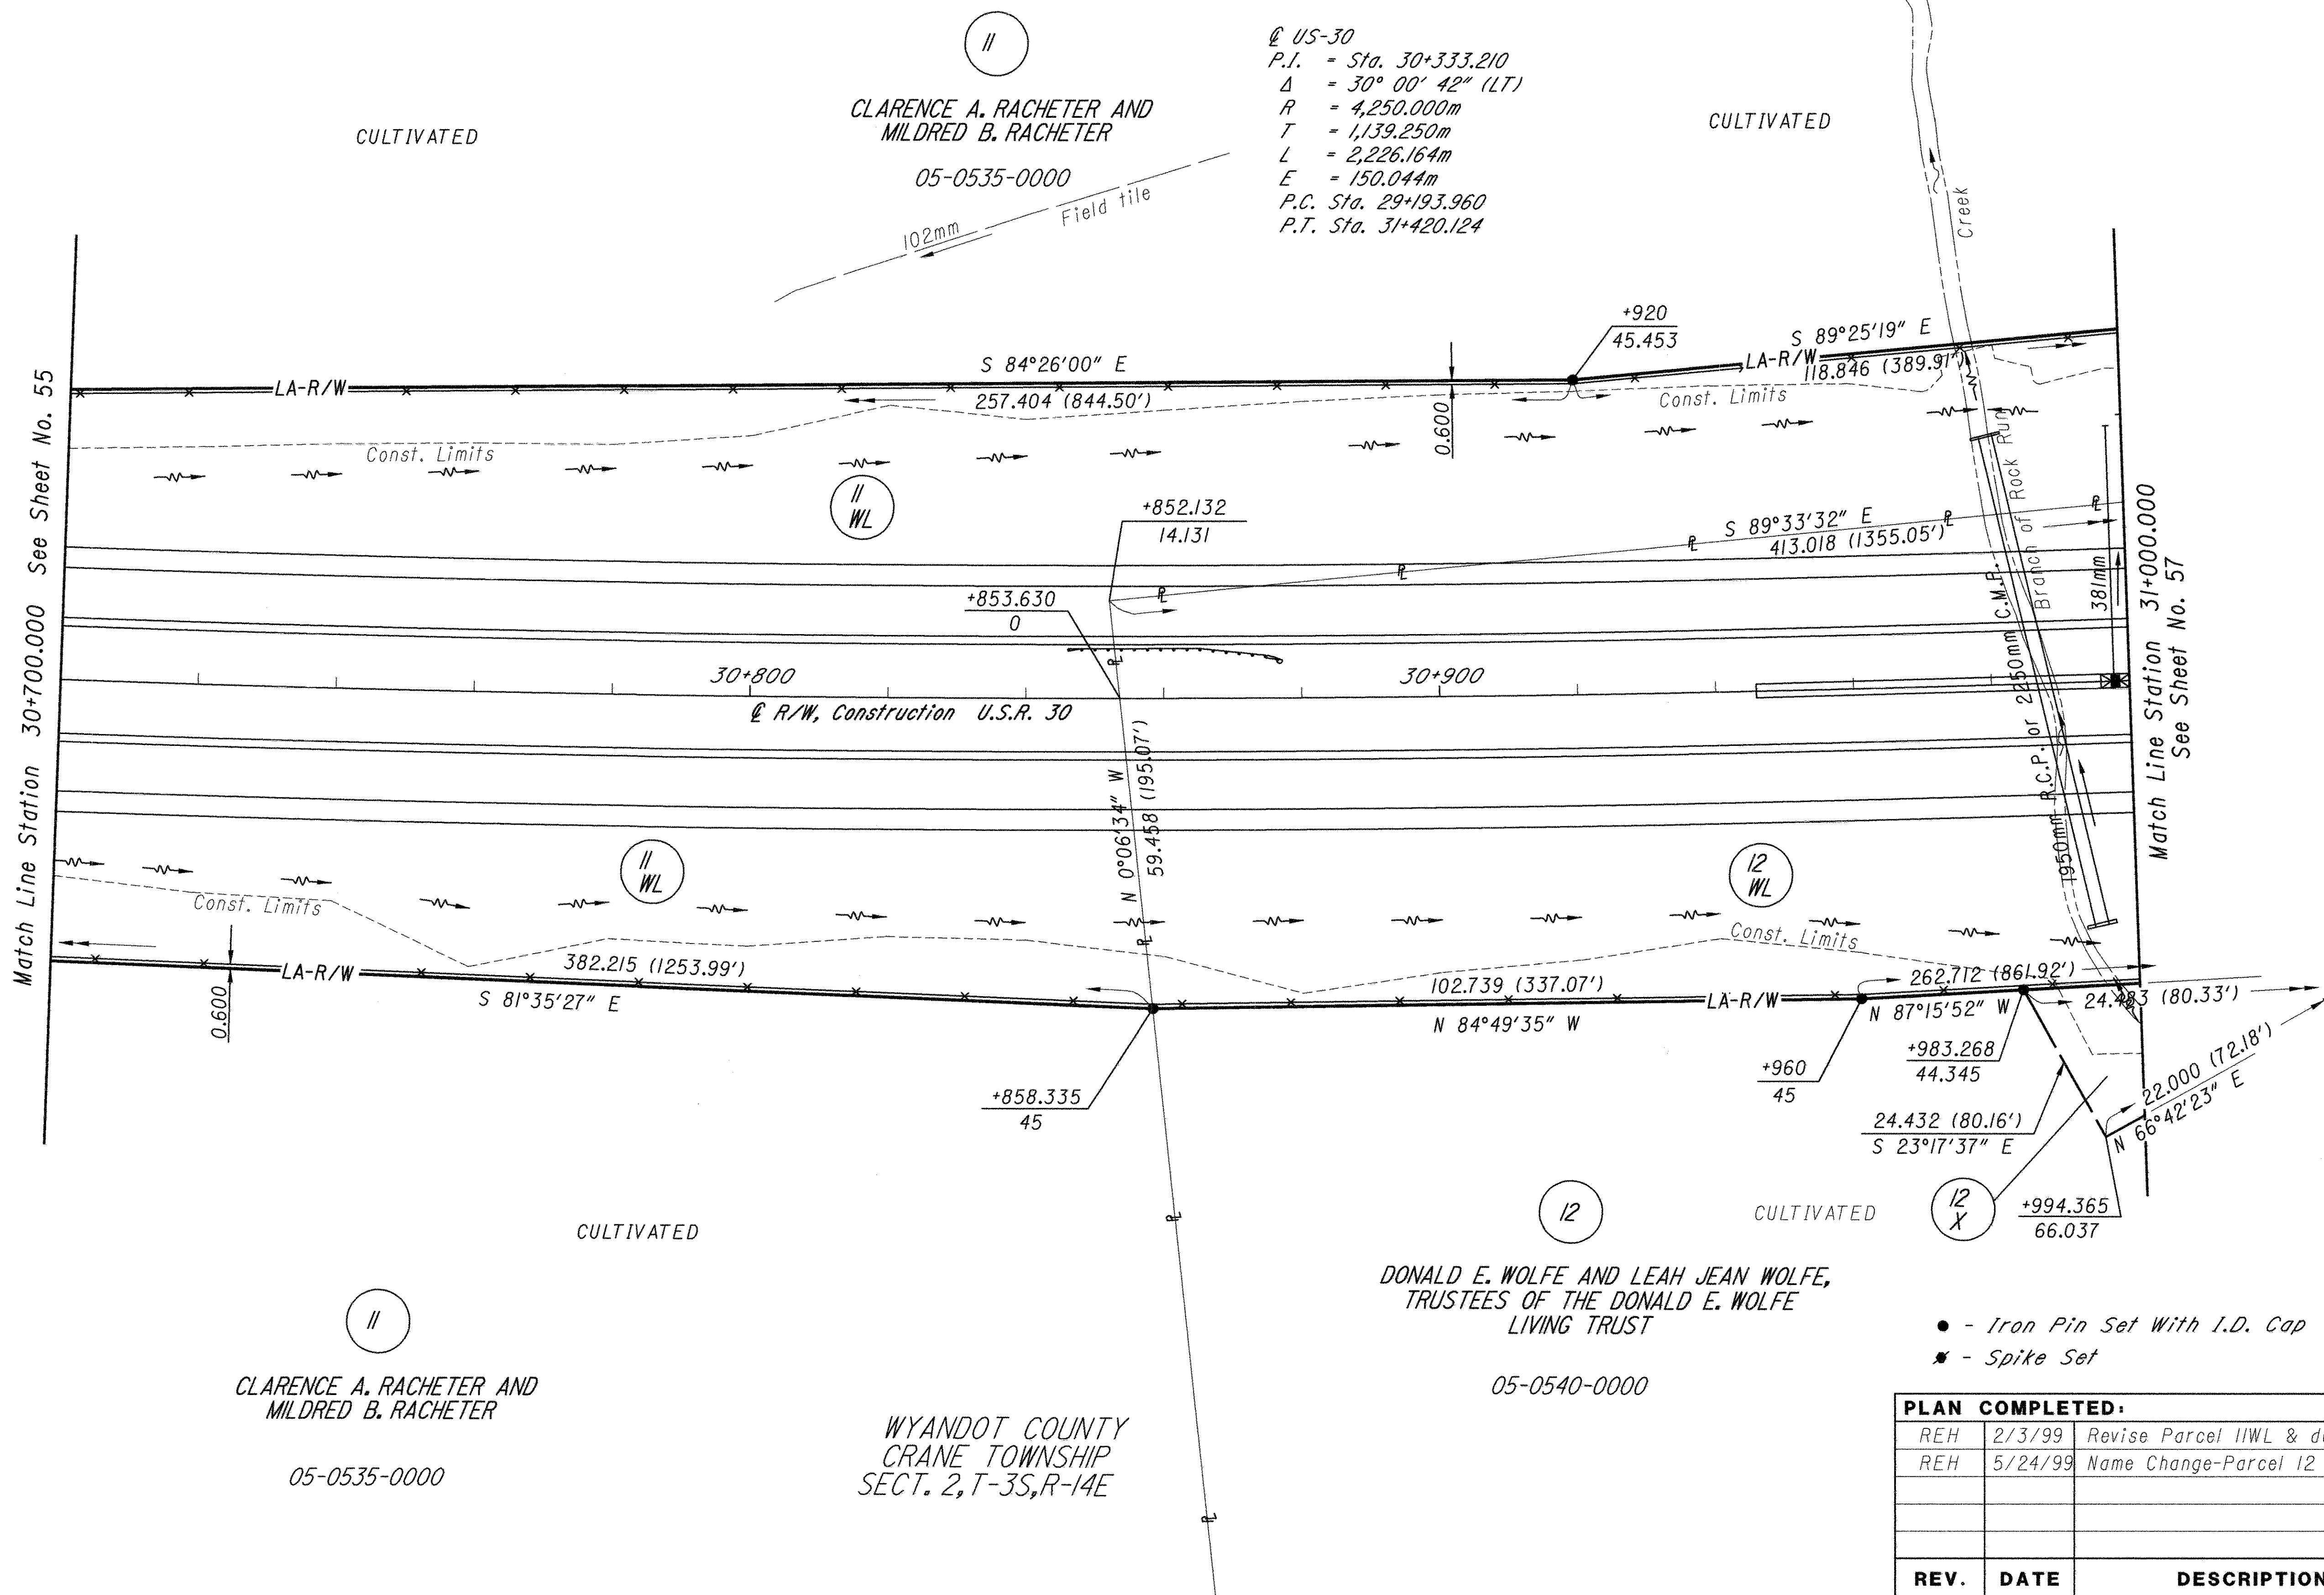 11
CLARENCE A. RACHETER AND
MILDRED B. RACHETER
05-0535-0000
CULTIVATED
102mm
Field tile
℄ US-30
P.I. = Sta. 30+333.210
Δ = 30° 00' 42" (LT)
R = 4,250.000m
T = 1,139.250m
L = 2,226.164m
E = 150.044m
P.C. Sta. 29+193.960
P.T. Sta. 31+420.124
CULTIVATED
Creek
Match Line Station 30+700.000 See Sheet No. 55
LA-R/W
S 84°26'00" E
257.404 (844.50')
0.600
+920
45.453
S 89°25'19" E
LA-R/W
118.846 (389.91')
Const. Limits
Const. Limits
11
WL
+852.132
14.131
S 89°33'32" E
413.018 (1355.05')
℄
℄
℄
℄
℄
+853.630
0
℄
30+800
30+900
℄ R/W, Construction U.S.R. 30
N 0°06'34" W
59.458 (195.07')
1950mm R.C.P. or 2250mm C.M.P.
Branch of Rock Run
381mm
Match Line Station 31+000.000
See Sheet No. 57
11
WL
12
WL
Const. Limits
Const. Limits
℄
LA-R/W
0.600
382.215 (1253.99')
S 81°35'27" E
102.739 (337.07')
N 84°49'35" W
LA-R/W
262.712 (861.92')
N 87°15'52" W
24.483 (80.33')
+858.335
45
+960
45
+983.268
44.345
24.432 (80.16')
S 23°17'37" E
22.000 (72.18')
N 66°42'23" E
12
X
+994.365
66.037
℄
CULTIVATED
12
CULTIVATED
DONALD E. WOLFE AND LEAH JEAN WOLFE,
TRUSTEES OF THE DONALD E. WOLFE
LIVING TRUST
05-0540-0000
11
CLARENCE A. RACHETER AND
MILDRED B. RACHETER
05-0535-0000
WYANDOT COUNTY
CRANE TOWNSHIP
SECT. 2, T-3S, R-14E
℄
- Iron Pin Set With I.D. Cap
- Spike Set
PLAN COMPLETED:
REH 2/3/99 Revise Parcel 11WL &
REH 5/24/99 Name Change-Parcel 12
REV. DATE DESCRIPTION